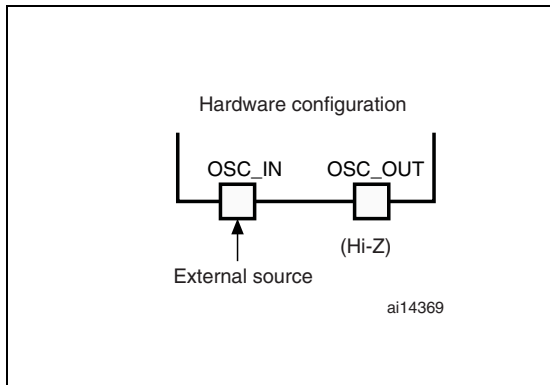 Hardware configuration
OSC_IN OSC_OUT
(Hi-Z)
External source
ai14369